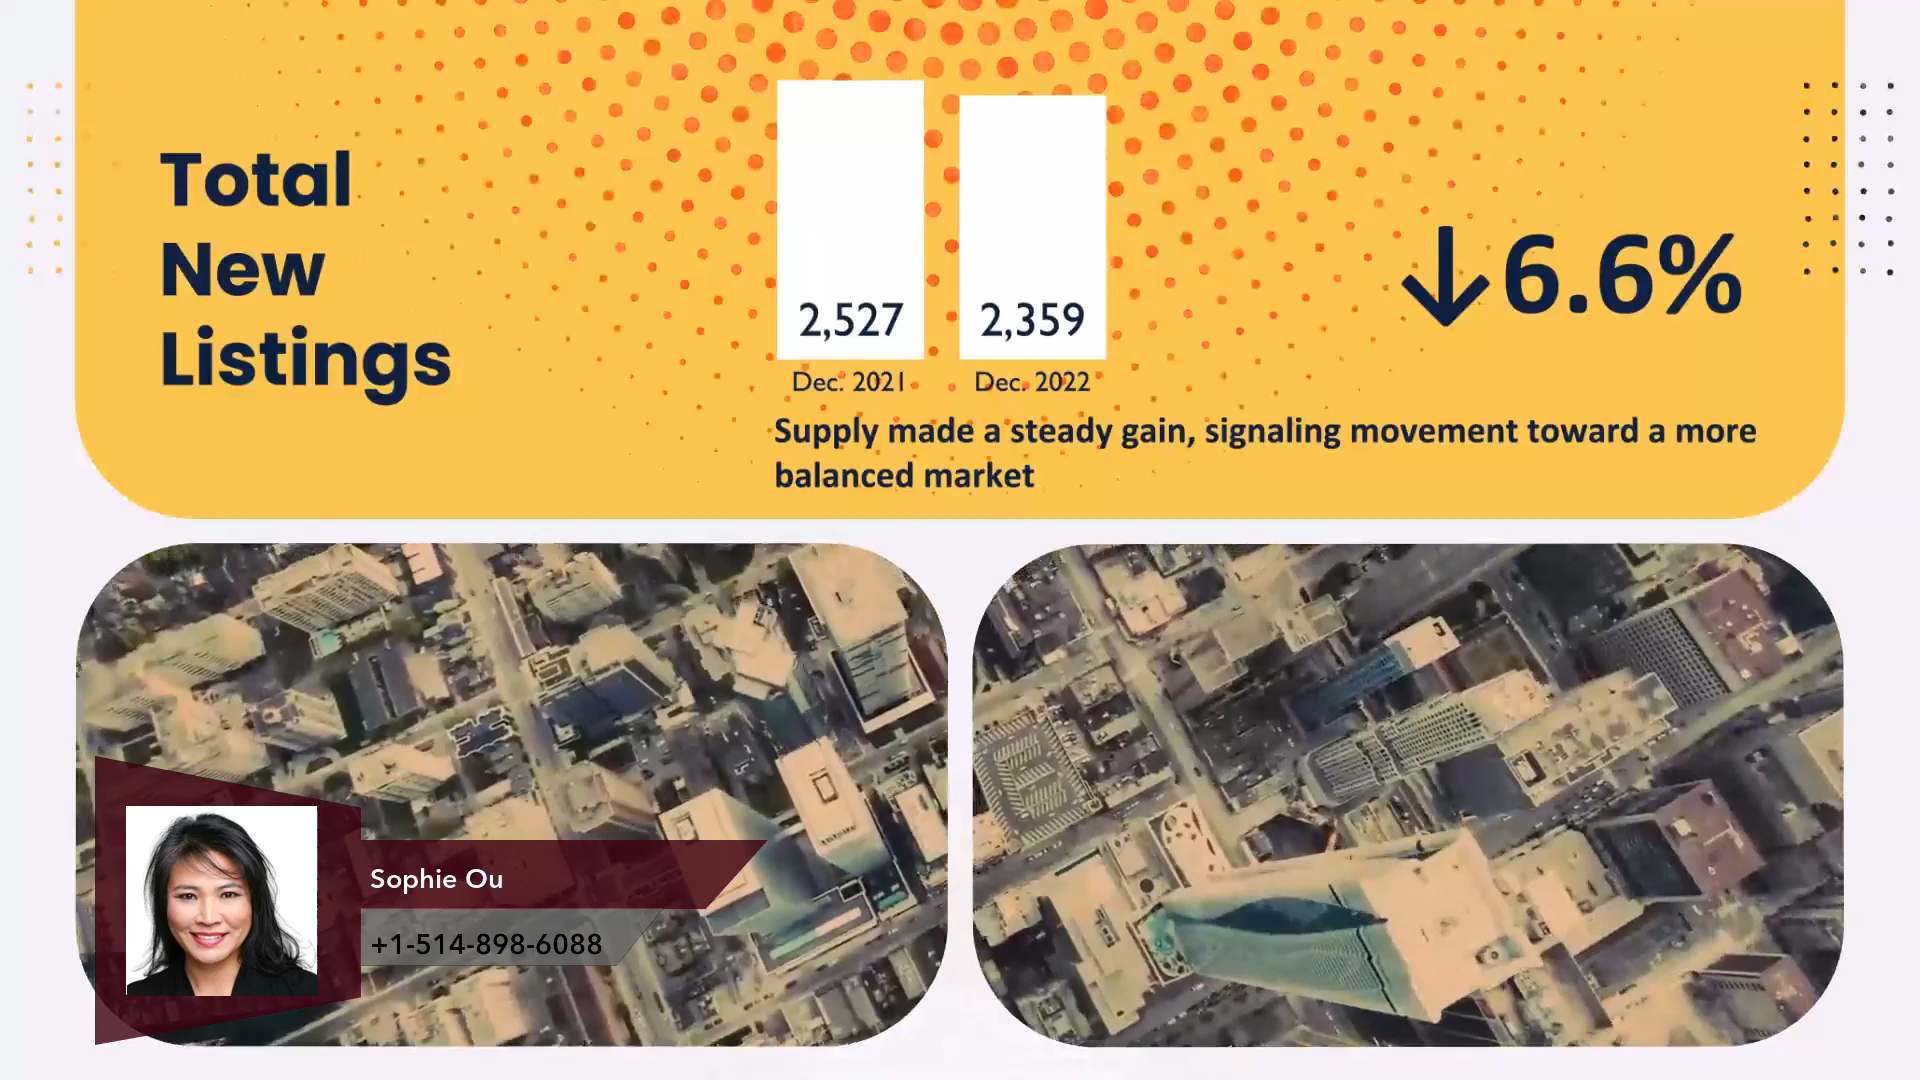 Total
New
Listings
2,527
2,359
Dec. 2021
Dec. 2022
↓6.6%
Supply made a steady gain, signaling movement toward a more
balanced market
Sophie Ou
+1-514-898-6088